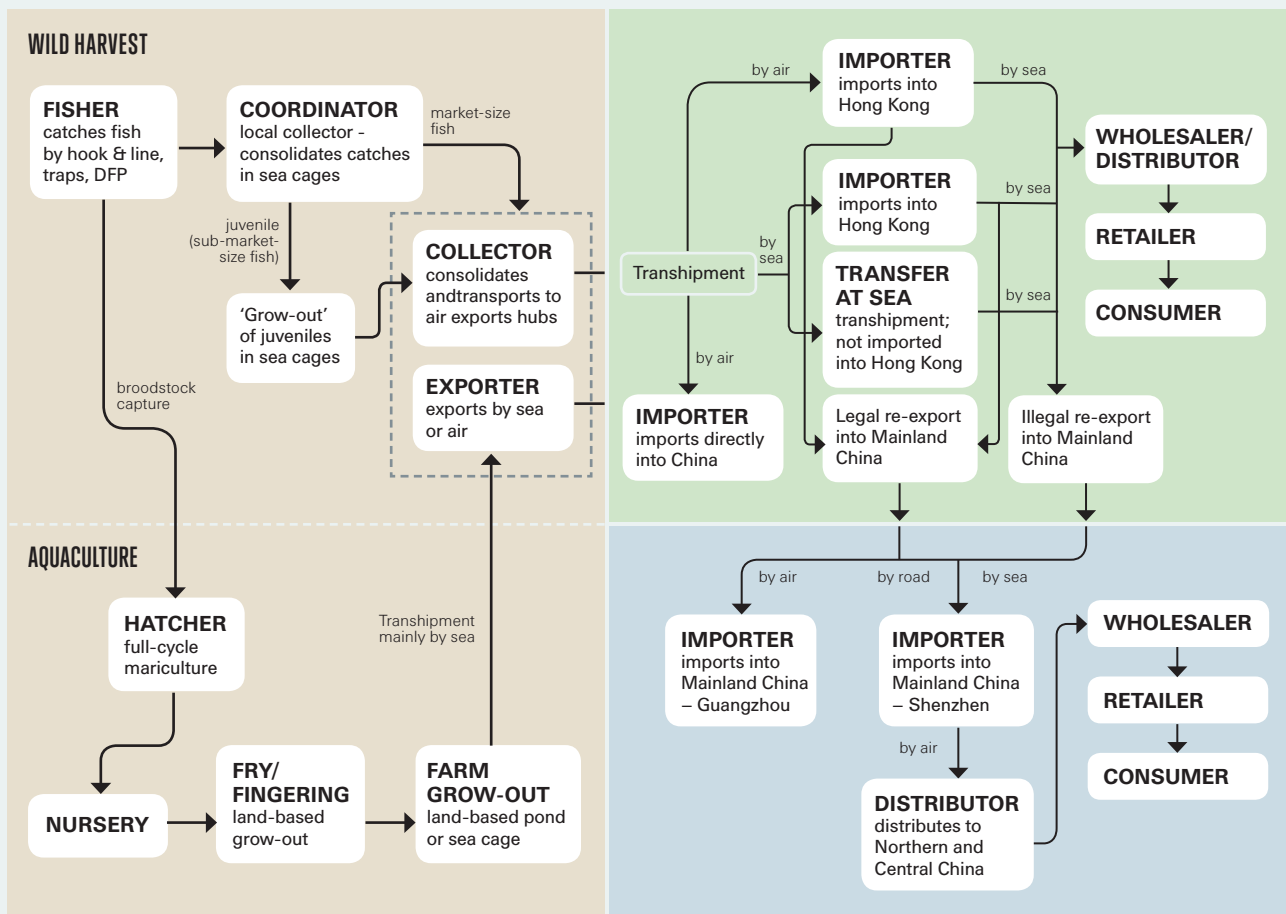 WILD HARVEST
FISHER
catches fish
by hook & line,
traps, DFP
COORDINATOR
local collector -
consolidates catches
in sea cages
market-size
fish
juvenile
(sub-market-
size fish)
'Grow-out'
of juveniles
in sea cages
COLLECTOR
consolidates
andtransports to
air exports hubs
EXPORTER
exports by sea
or air
broodstock
capture
AQUACULTURE
HATCHER
full-cycle
mariculture
NURSERY
FRY/
FINGERING
land-based
grow-out
FARM
GROW-OUT
land-based pond
or sea cage
Transhipment
mainly by sea
Transhipment
by air
IMPORTER
imports into
Hong Kong
by sea
by
sea
IMPORTER
imports into
Hong Kong
by sea
TRANSFER
AT SEA
transhipment;
not imported
into Hong Kong
by sea
by air
IMPORTER
imports directly
into China
Legal re-export
into Mainland
China
Illegal re-export
into Mainland
China
WHOLESALER/
DISTRIBUTOR
RETAILER
CONSUMER
by air
by road
by sea
IMPORTER
imports into
Mainland China
– Guangzhou
IMPORTER
imports into
Mainland China
– Shenzhen
by air
DISTRIBUTOR
distributes to
Northern and
Central China
WHOLESALER
RETAILER
CONSUMER